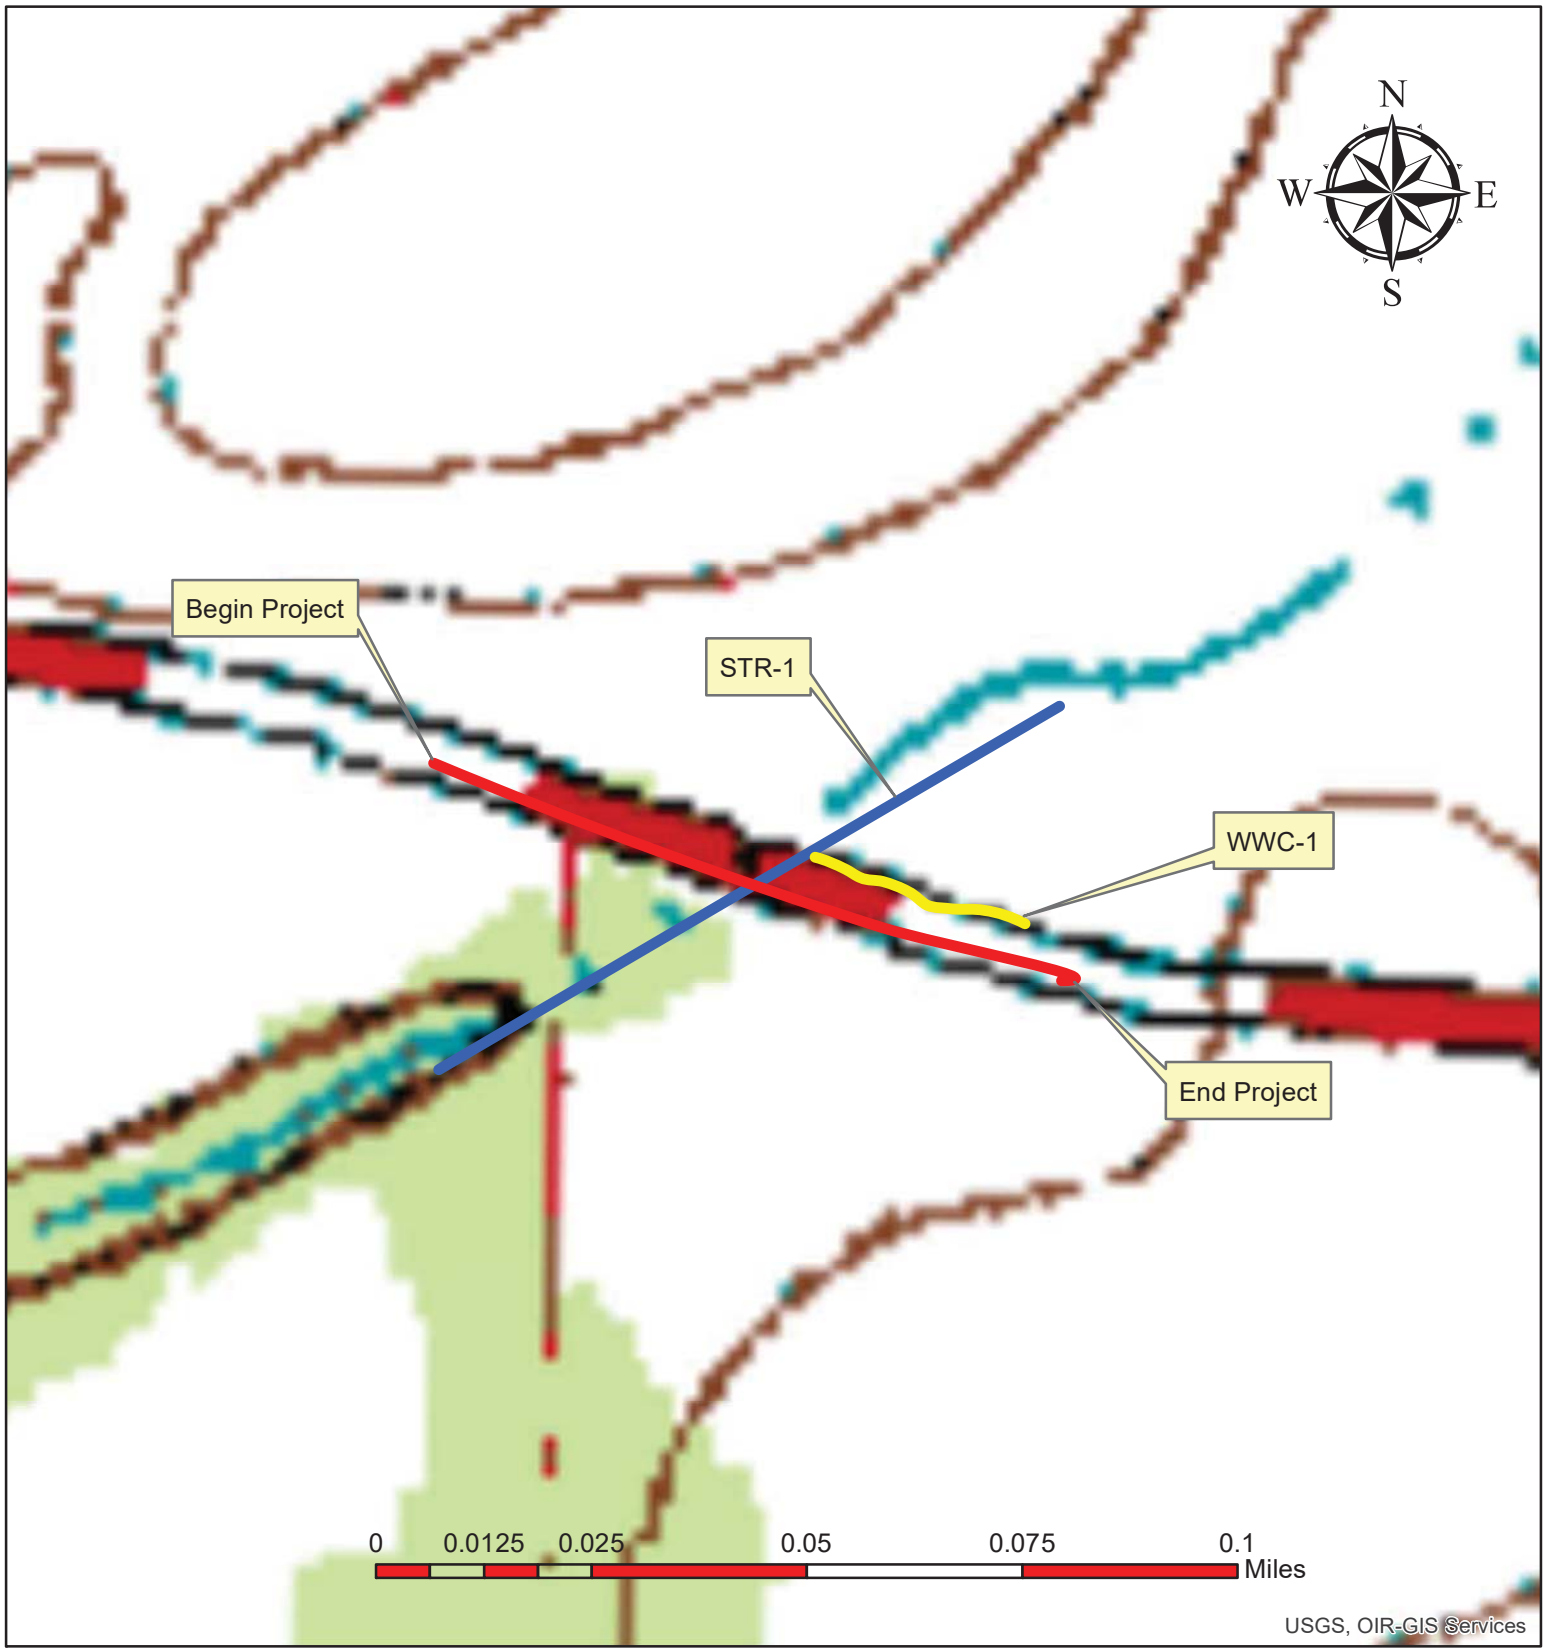 N
W E
S
Begin Project
STR-1
WWC-1
End Project
0 0.0125 0.025 0.05 0.075 0.1
Miles
USGS, OIR-GIS Services